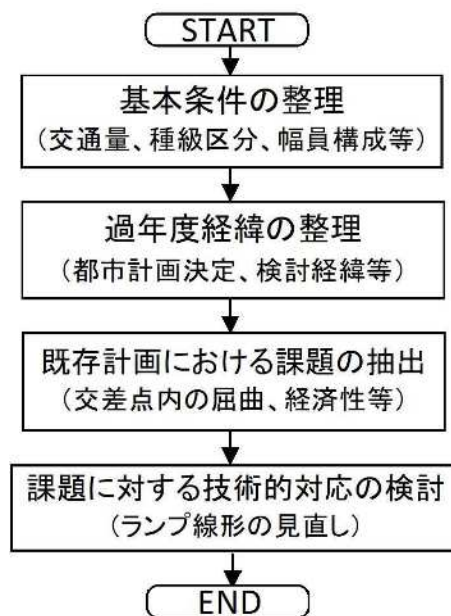 START
基本条件の整理
（交通量、種級区分、幅員構成等）
過年度経緯の整理
（都市計画決定、検討経緯等）
既存計画における課題の抽出
（交差点内の屈曲、経済性等）
課題に対する技術的対応の検討
（ランプ線形の見直し）
END